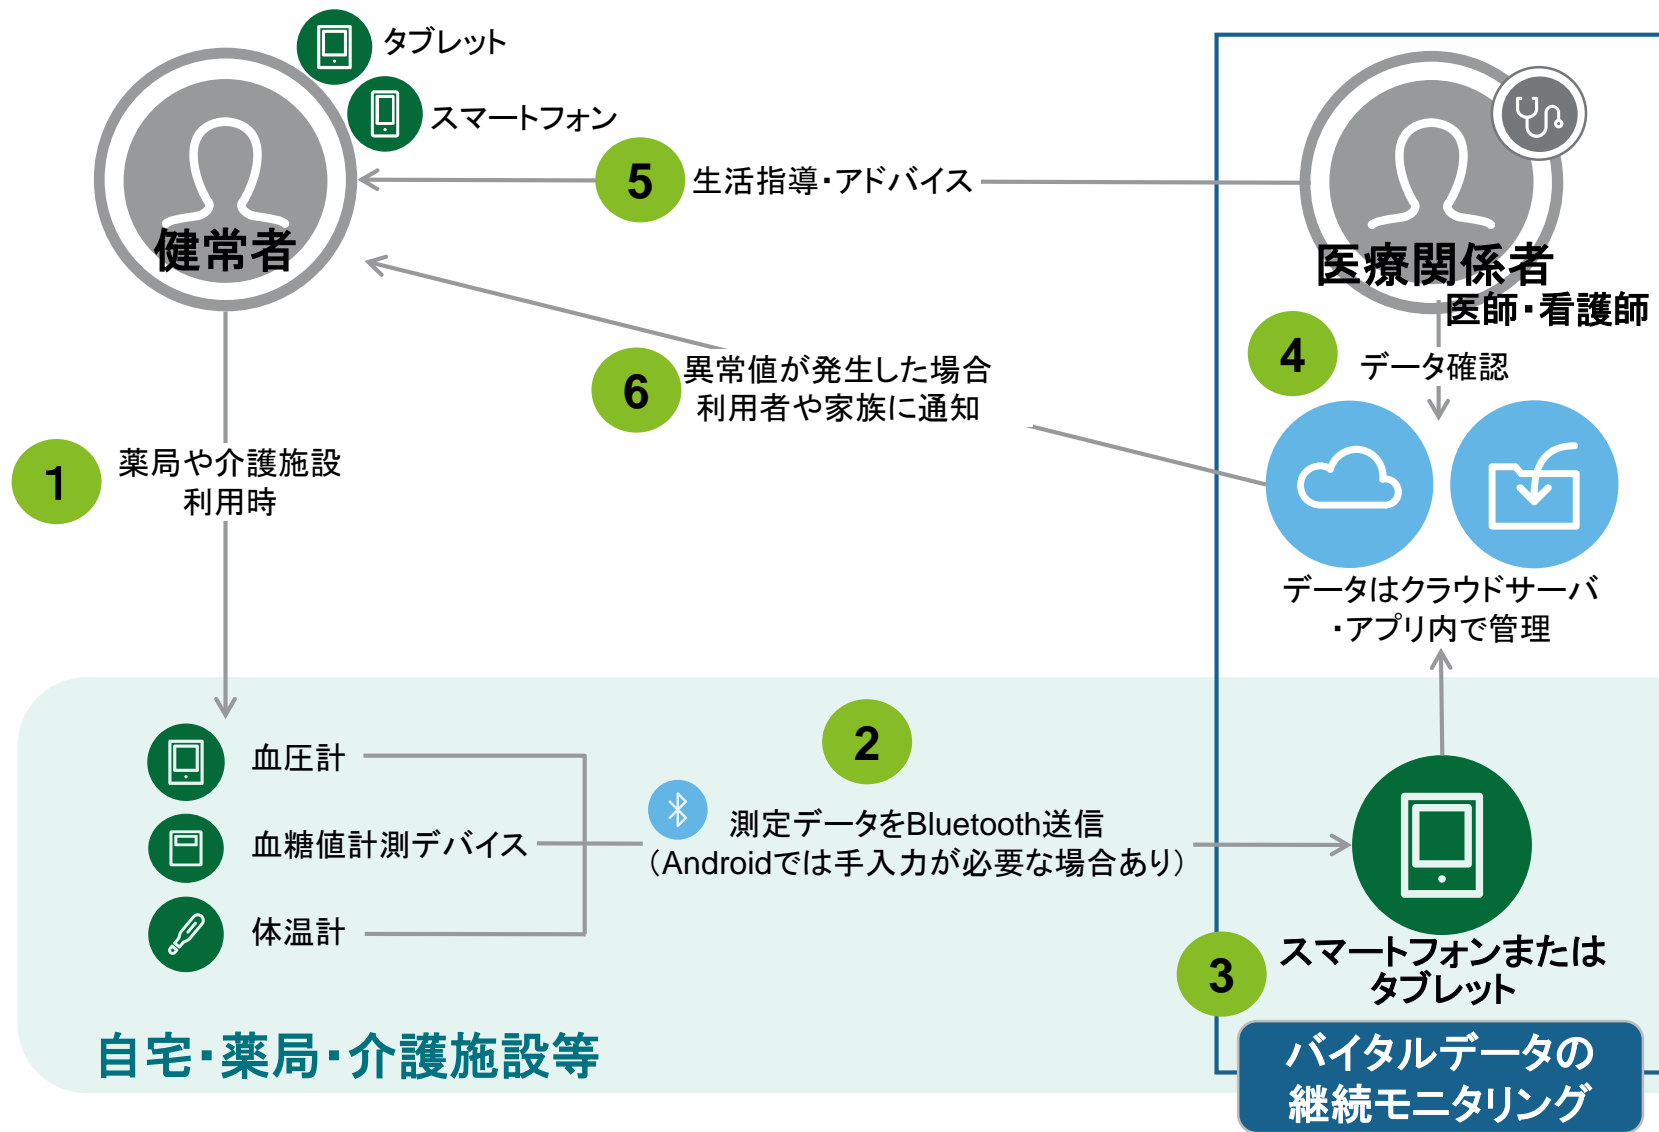 タブレット
スマートフォン
健常者
5
生活指導・アドバイス
医療関係者
医師・看護師
4
データ確認
6
異常値が発生した場合
利用者や家族に通知
1
薬局や介護施設
利用時
データはクラウドサーバ
・アプリ内で管理
2
血圧計
血糖値計測デバイス
体温計
測定データをBluetooth送信
（Androidでは手入力が必要な場合あり）
3
スマートフォンまたは
タブレット
自宅・薬局・介護施設等
バイタルデータの
継続モニタリング